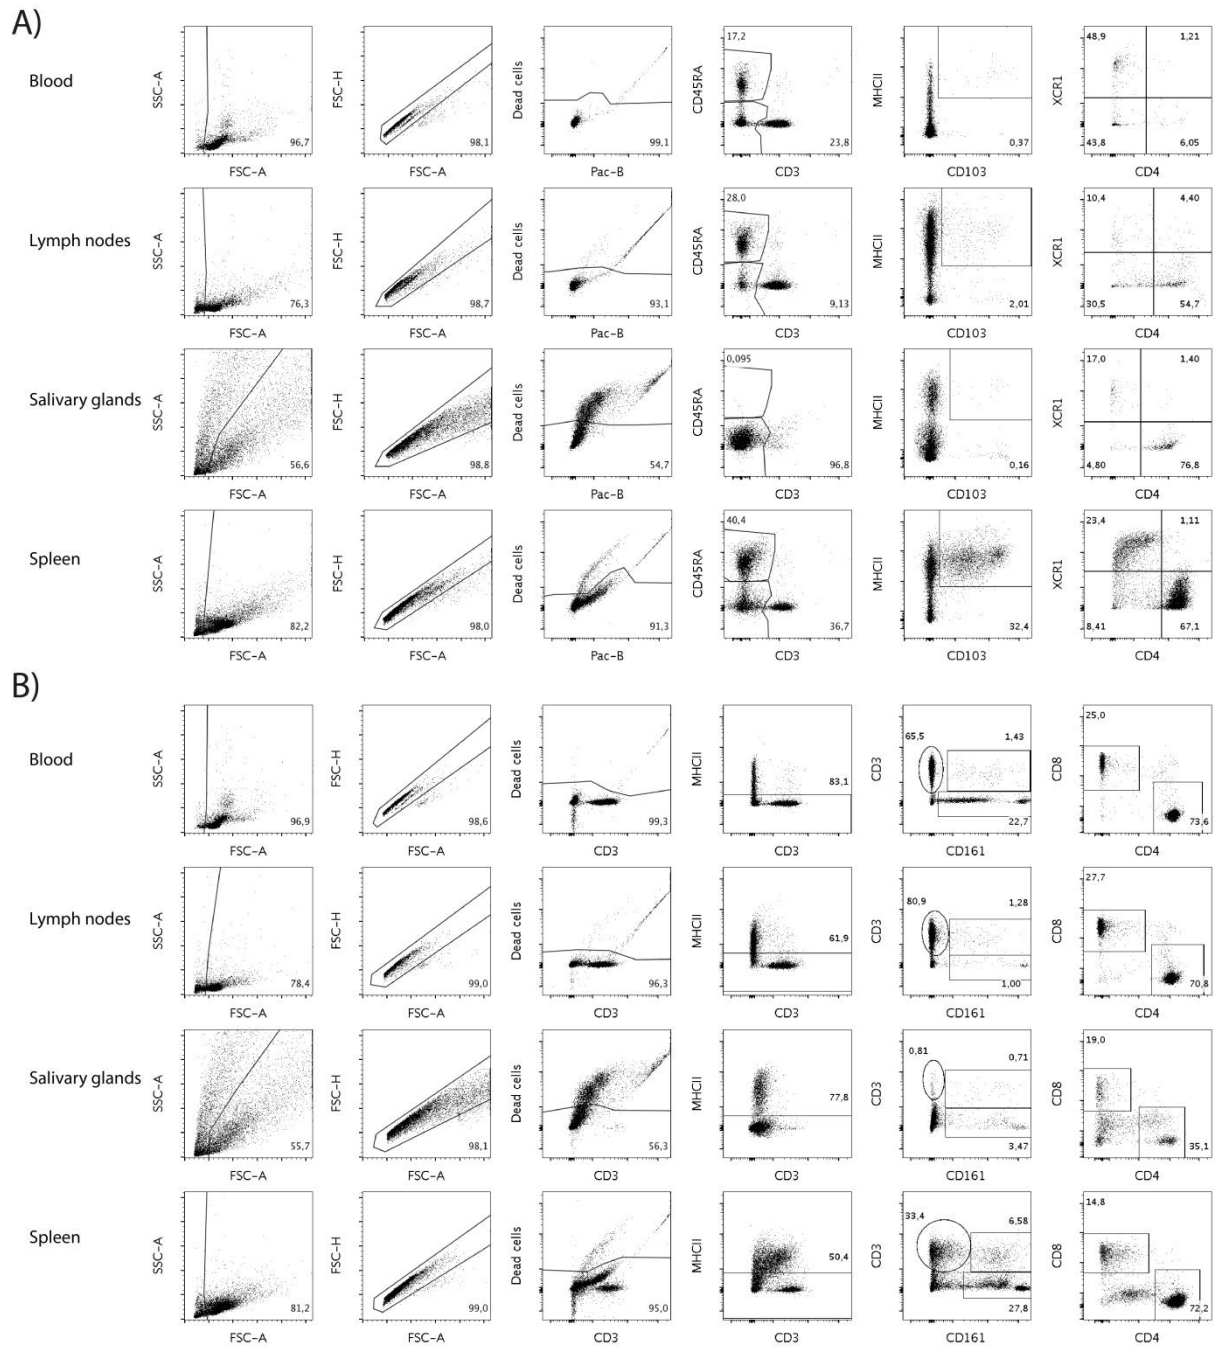 A)
Blood
SSC-A
96,7
FSC-A
FSC-H
98,1
FSC-A
Dead cells
99,1
Pac-B
CD45RA
17,2
23,8
CD3
MHCII
0,37
CD103
XCR1
48,9
1,21
43,8
6,05
CD4
Lymph nodes
SSC-A
76,3
FSC-A
FSC-H
98,7
FSC-A
Dead cells
93,1
Pac-B
CD45RA
28,0
9,13
CD3
MHCII
2,01
CD103
XCR1
10,4
4,40
30,5
54,7
CD4
Salivary glands
SSC-A
56,6
FSC-A
FSC-H
98,8
FSC-A
Dead cells
54,7
Pac-B
CD45RA
0,095
96,8
CD3
MHCII
0,16
CD103
XCR1
17,0
1,40
4,80
76,8
CD4
Spleen
SSC-A
82,2
FSC-A
FSC-H
98,0
FSC-A
Dead cells
91,3
Pac-B
CD45RA
40,4
36,7
CD3
MHCII
32,4
CD103
XCR1
23,4
1,11
8,41
67,1
CD4
B)
Blood
SSC-A
96,9
FSC-A
FSC-H
98,6
FSC-A
Dead cells
99,3
CD3
MHCII
83,1
CD3
CD3
65,5
1,43
22,7
CD161
CD8
25,0
73,6
CD4
Lymph nodes
SSC-A
78,4
FSC-A
FSC-H
99,0
FSC-A
Dead cells
96,3
CD3
MHCII
61,9
CD3
CD3
80,9
1,28
1,00
CD161
CD8
27,7
70,8
CD4
Salivary glands
SSC-A
55,7
FSC-A
FSC-H
98,1
FSC-A
Dead cells
56,3
CD3
MHCII
77,8
CD3
CD3
0,81
0,71
3,47
CD161
CD8
19,0
35,1
CD4
Spleen
SSC-A
81,2
FSC-A
FSC-H
99,0
FSC-A
Dead cells
95,0
CD3
MHCII
50,4
CD3
CD3
33,4
6,58
27,8
CD161
CD8
14,8
72,2
CD4